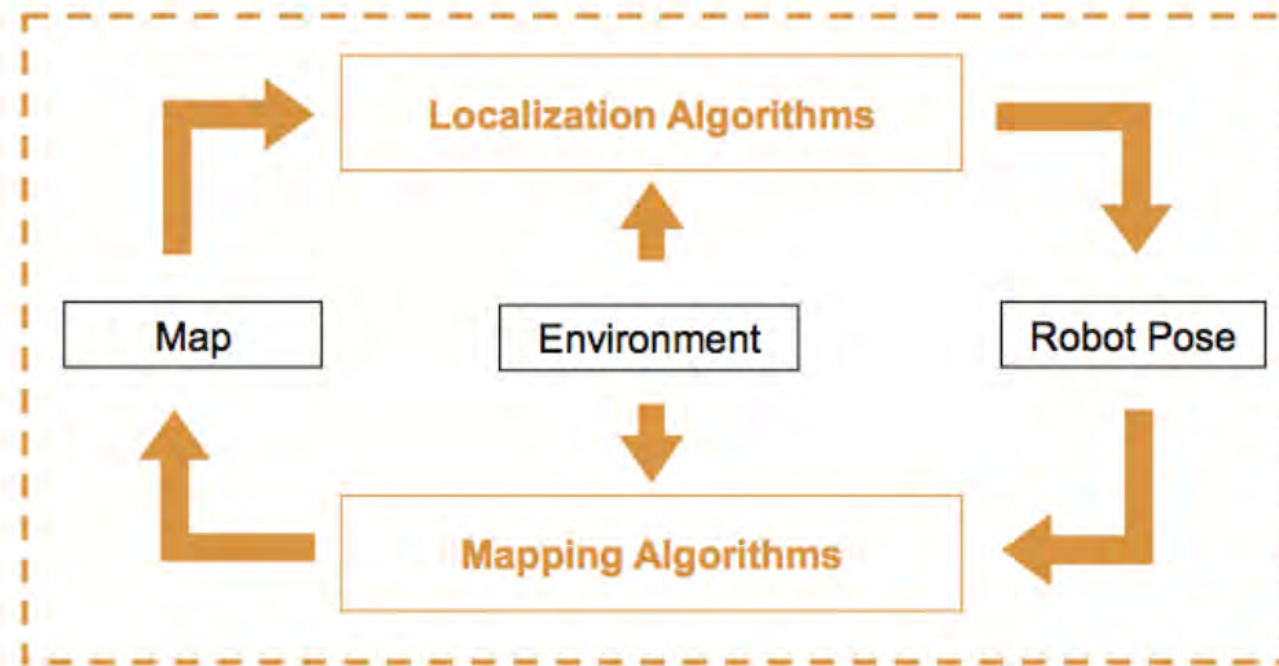 Localization Algorithms
Map
Environment
Robot Pose
Mapping Algorithms